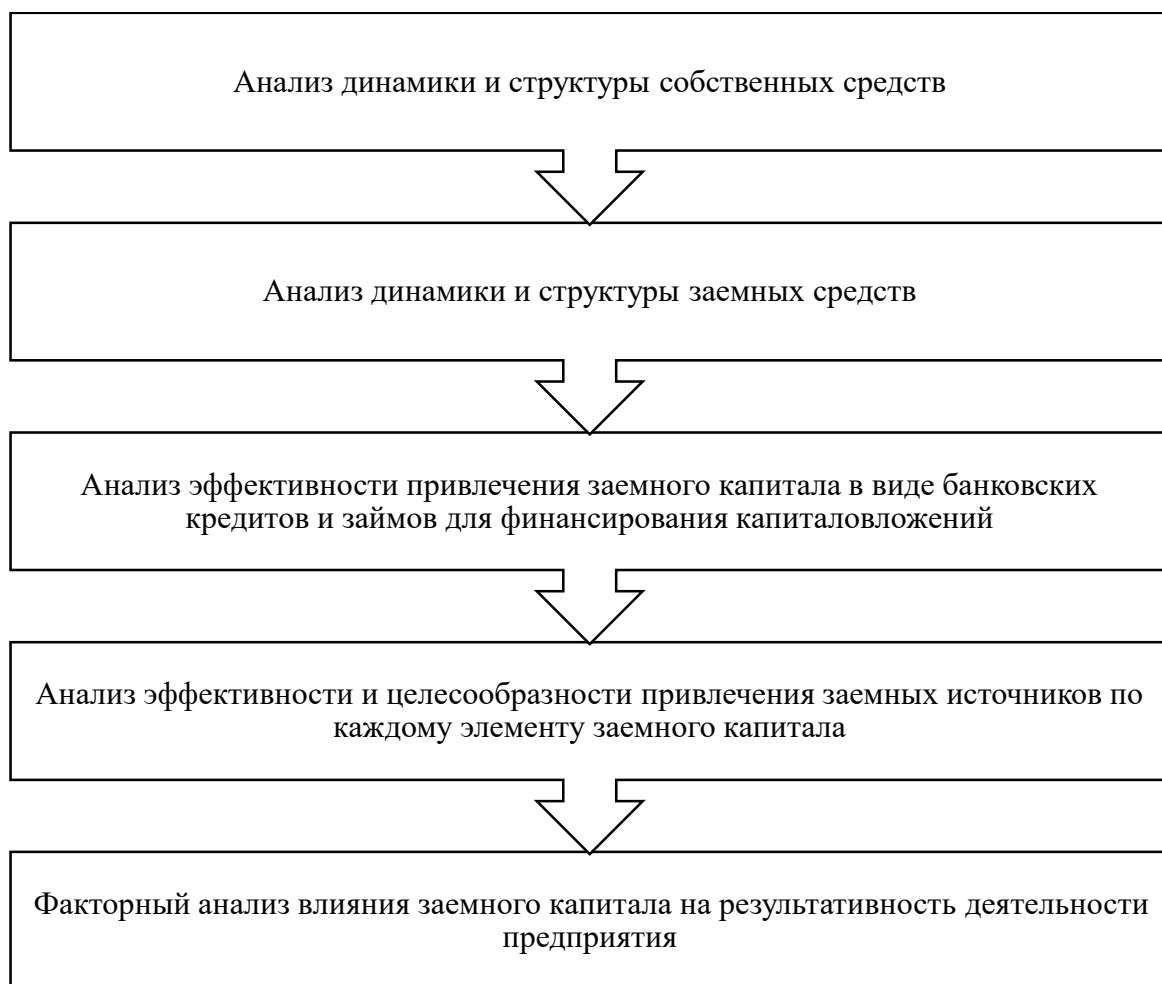 Анализ динамики и структуры собственных средств
Анализ динамики и структуры заемных средств
Анализ эффективности привлечения заемного капитала в виде банковских
кредитов и займов для финансирования капиталовложений
Анализ эффективности и целесообразности привлечения заемных источников по
каждому элементу заемного капитала
Факторный анализ влияния заемного капитала на результативность деятельности
предприятия